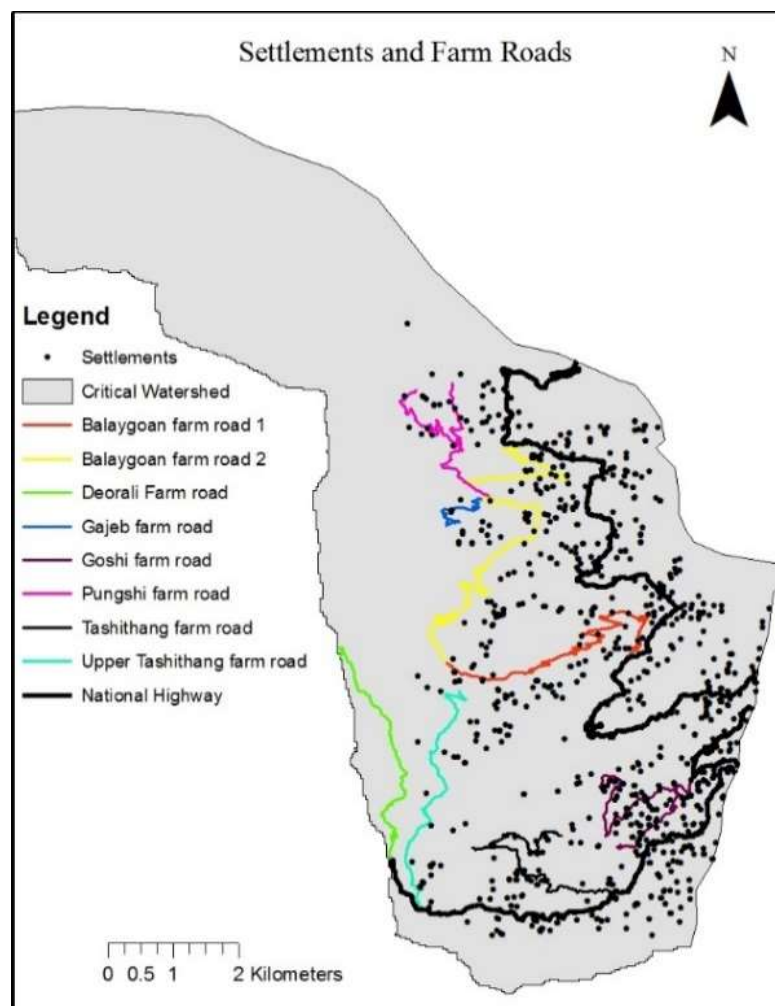 Settlements and Farm Roads
N
Legend
Settlements
Critical Watershed
Balaygoan farm road 1
Balaygoan farm road 2
Deorali Farm road
Gajeb farm road
Goshi farm road
Pungshi farm road
Tashithang farm road
Upper Tashithang farm road
National Highway
0 0.5 1 2 Kilometers